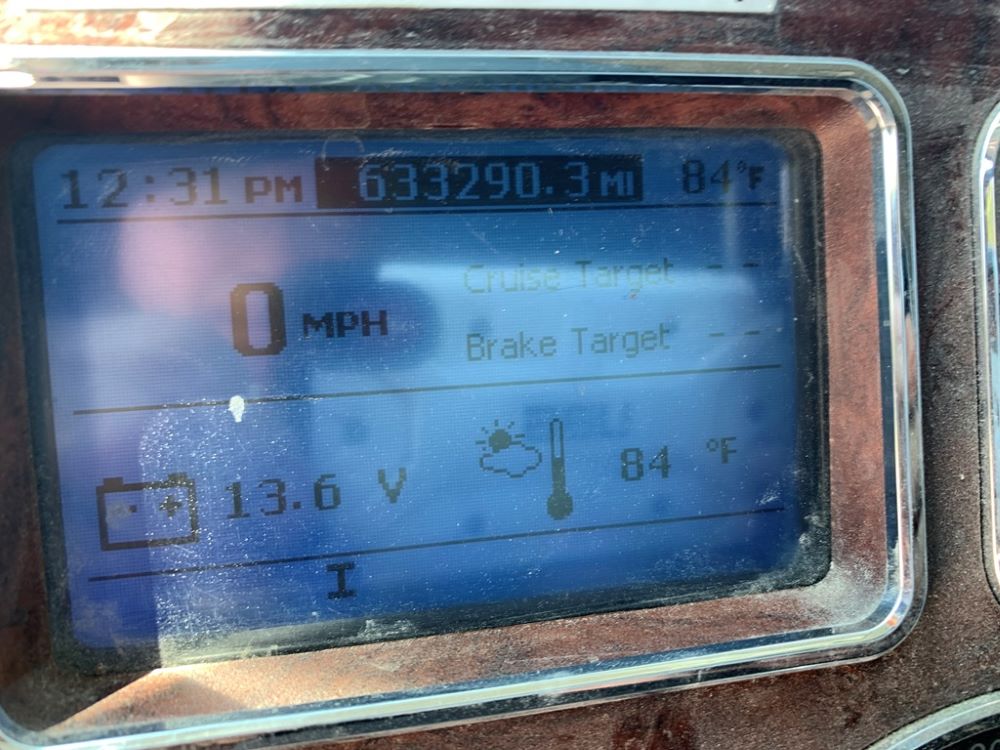 12:31 PM 633290.3 MI 84°F
Cruise Target --
0 MPH
Brake Target --
- + 13.6 V 84 °F
I